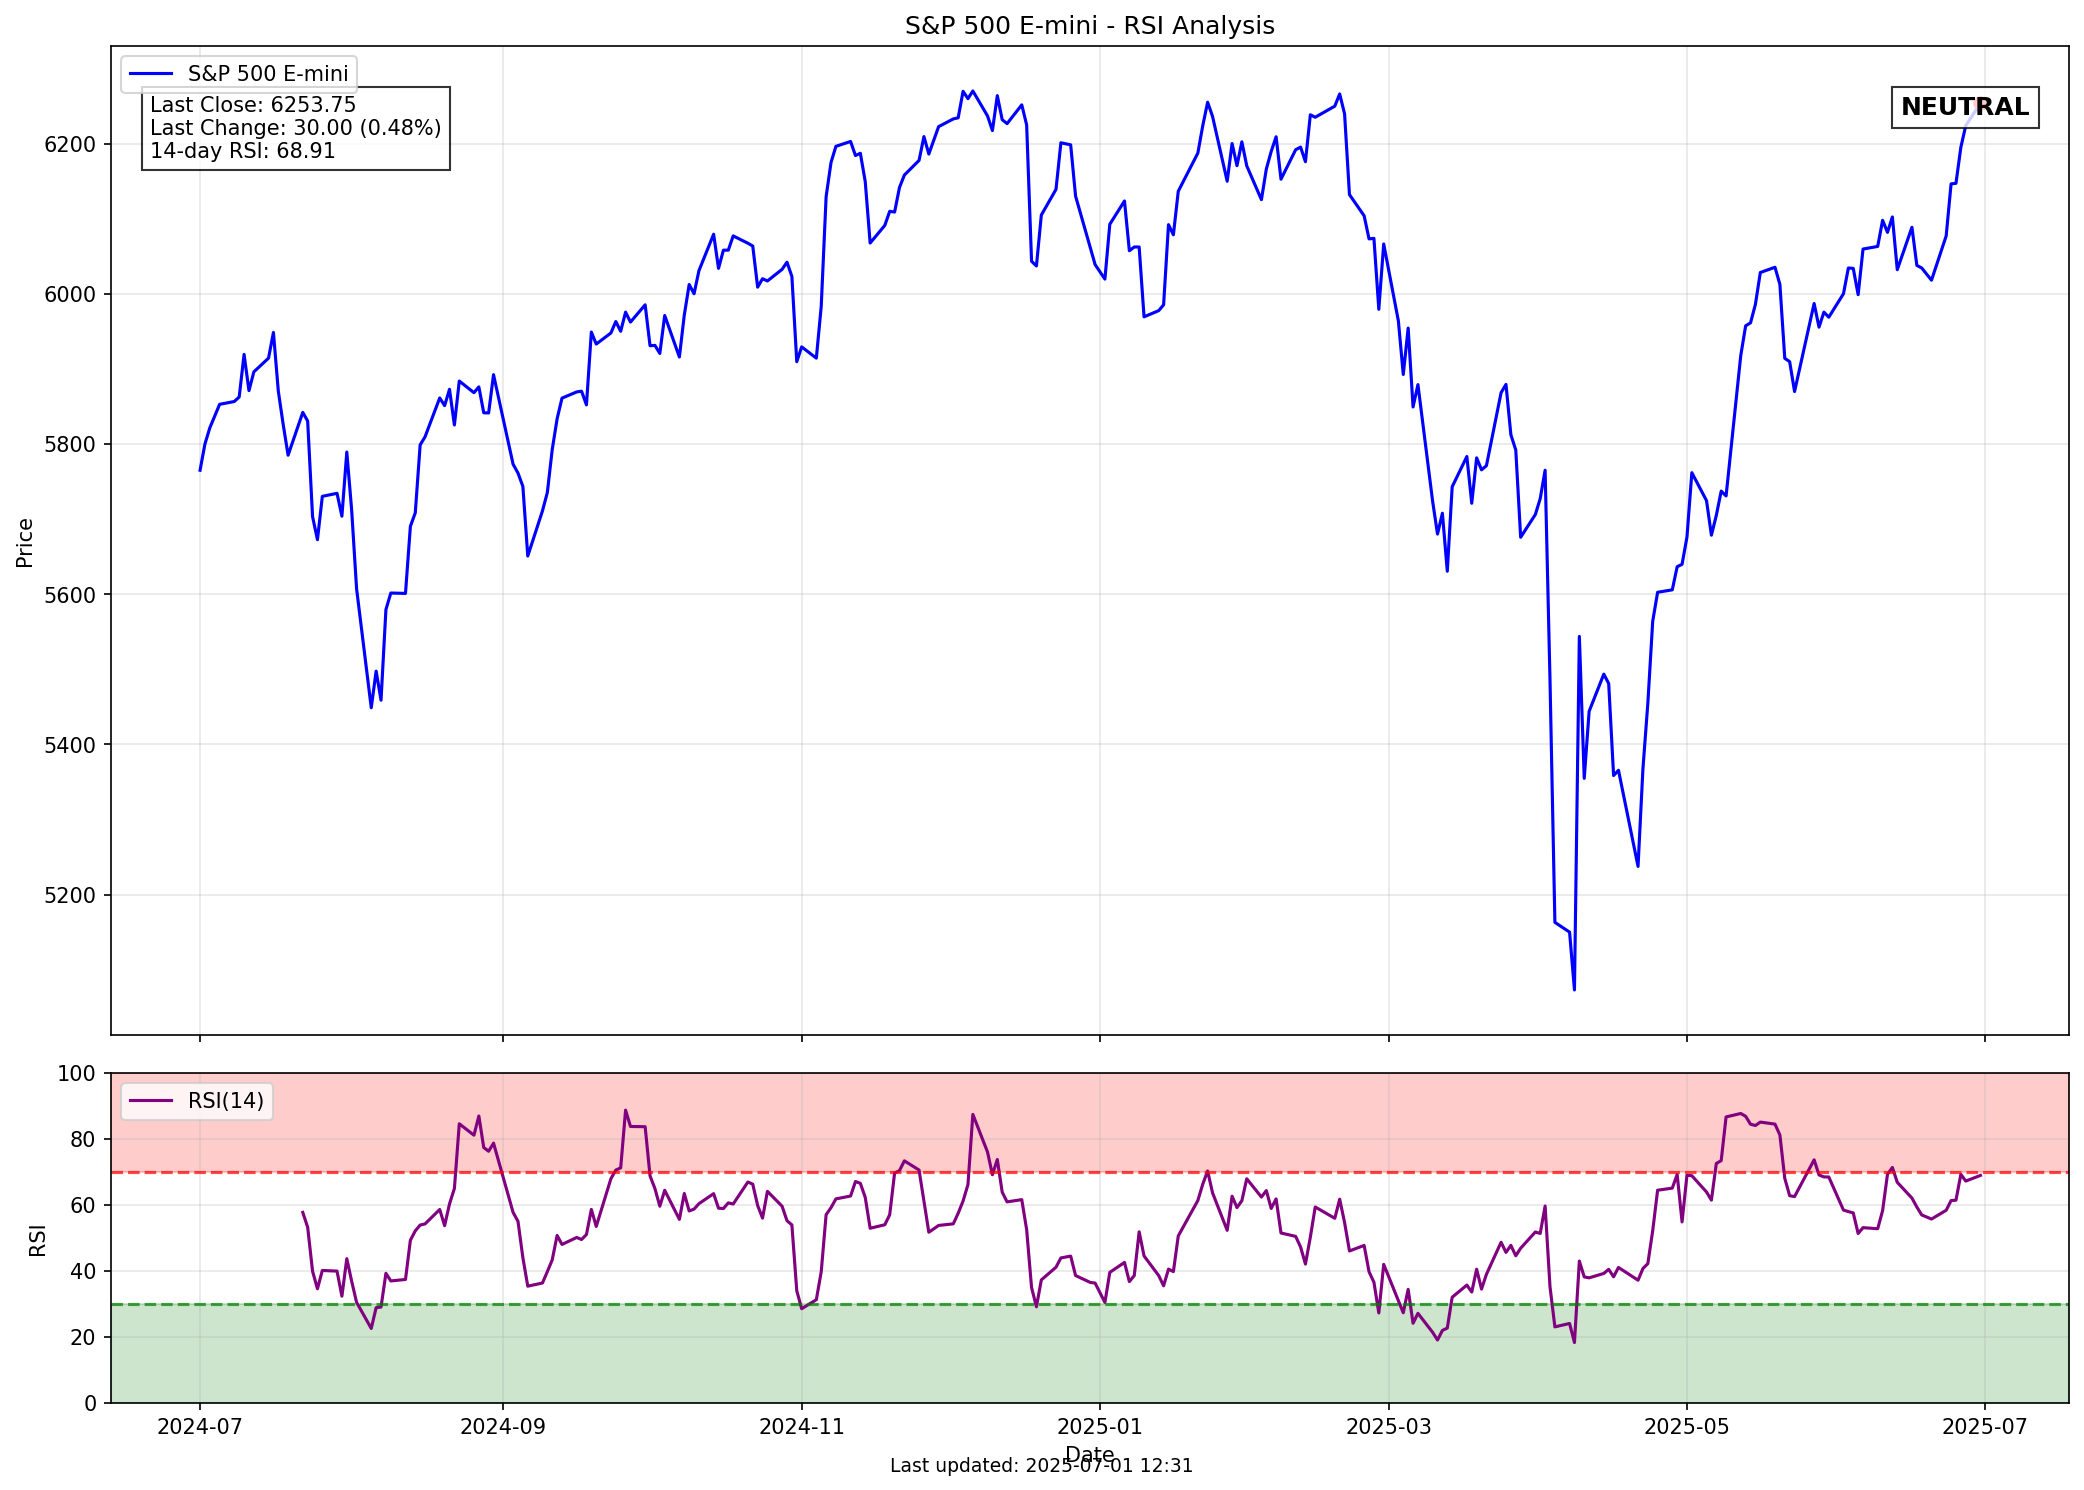 S&P 500 E-mini - RSI Analysis
S&P 500 E-mini
Last Close: 6253.75
Last Change: 30.00 (0.48%)
14-day RSI: 68.91
NEUTRAL
Price
6200
6000
5800
5600
5400
5200
RSI(14)
RSI
100
80
60
40
20
0
2024-07
2024-09
2024-11
2025-01
2025-03
2025-05
2025-07
Date
Last updated: 2025-07-01 12:31